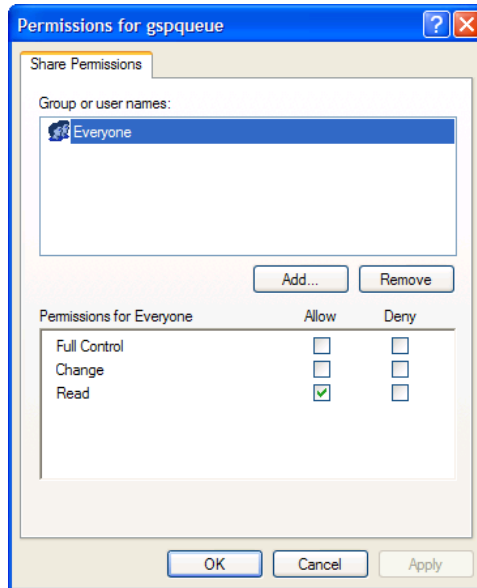 Permissions for gspqueue
Share Permissions
Group or user names:
Everyone
Add... Remove
Permissions for Everyone Allow Deny
Full Control
Change
Read
OK Cancel Apply